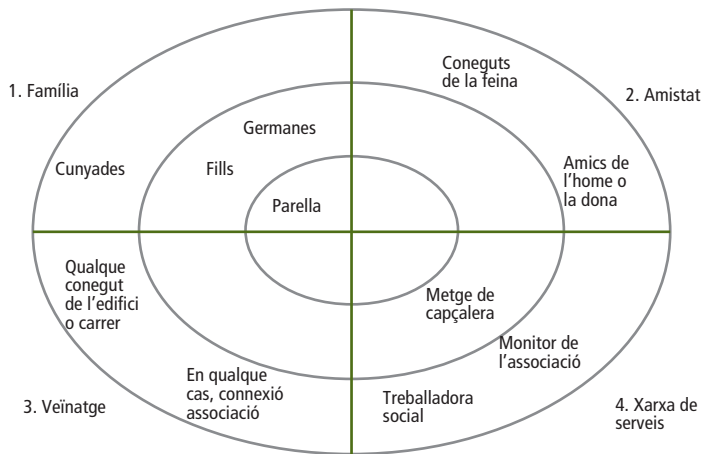 Coneguts
de la feina
1. Família
2. Amistat
Germanes
Cunyades
Fills
Amics de
l’home o
la dona
Parella
Qualque
conegut
de l’edifici
o carrer
Metge de
capçalera
Monitor de
l’associació
En qualque
cas, connexió
associació
Treballadora
social
3. Veïnatge
4. Xarxa de
serveis